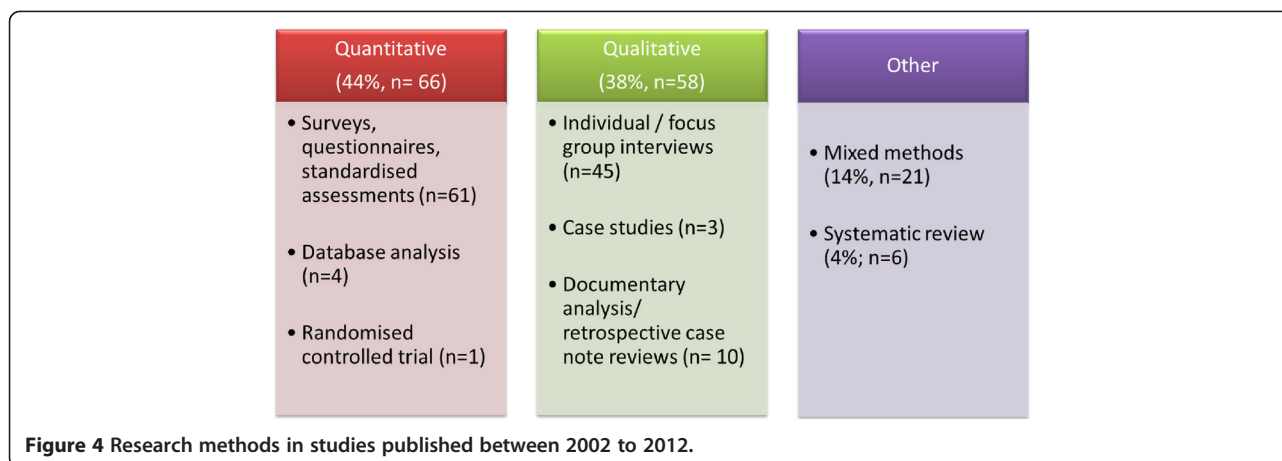 Quantitative
(44%, n= 66)
• Surveys,
questionnaires,
standardised
assessments (n=61)
• Database analysis
(n=4)
• Randomised
controlled trial (n=1)
Qualitative
(38%, n=58)
• Individual / focus
group interviews
(n=45)
• Case studies (n=3)
• Documentary
analysis/
retrospective case
note reviews (n= 10)
Other
• Mixed methods
(14%, n=21)
• Systematic review
(4%; n=6)
Figure 4 Research methods in studies published between 2002 to 2012.